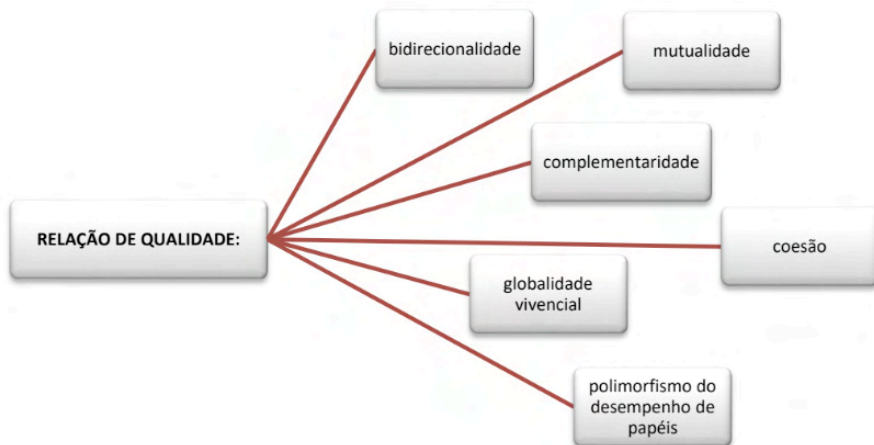 bidirecionalidade
mutualidade
complementaridade
RELAÇÃO DE QUALIDADE:
coesão
globalidade
vivencial
polimorfismo do
desempenho de
papéis